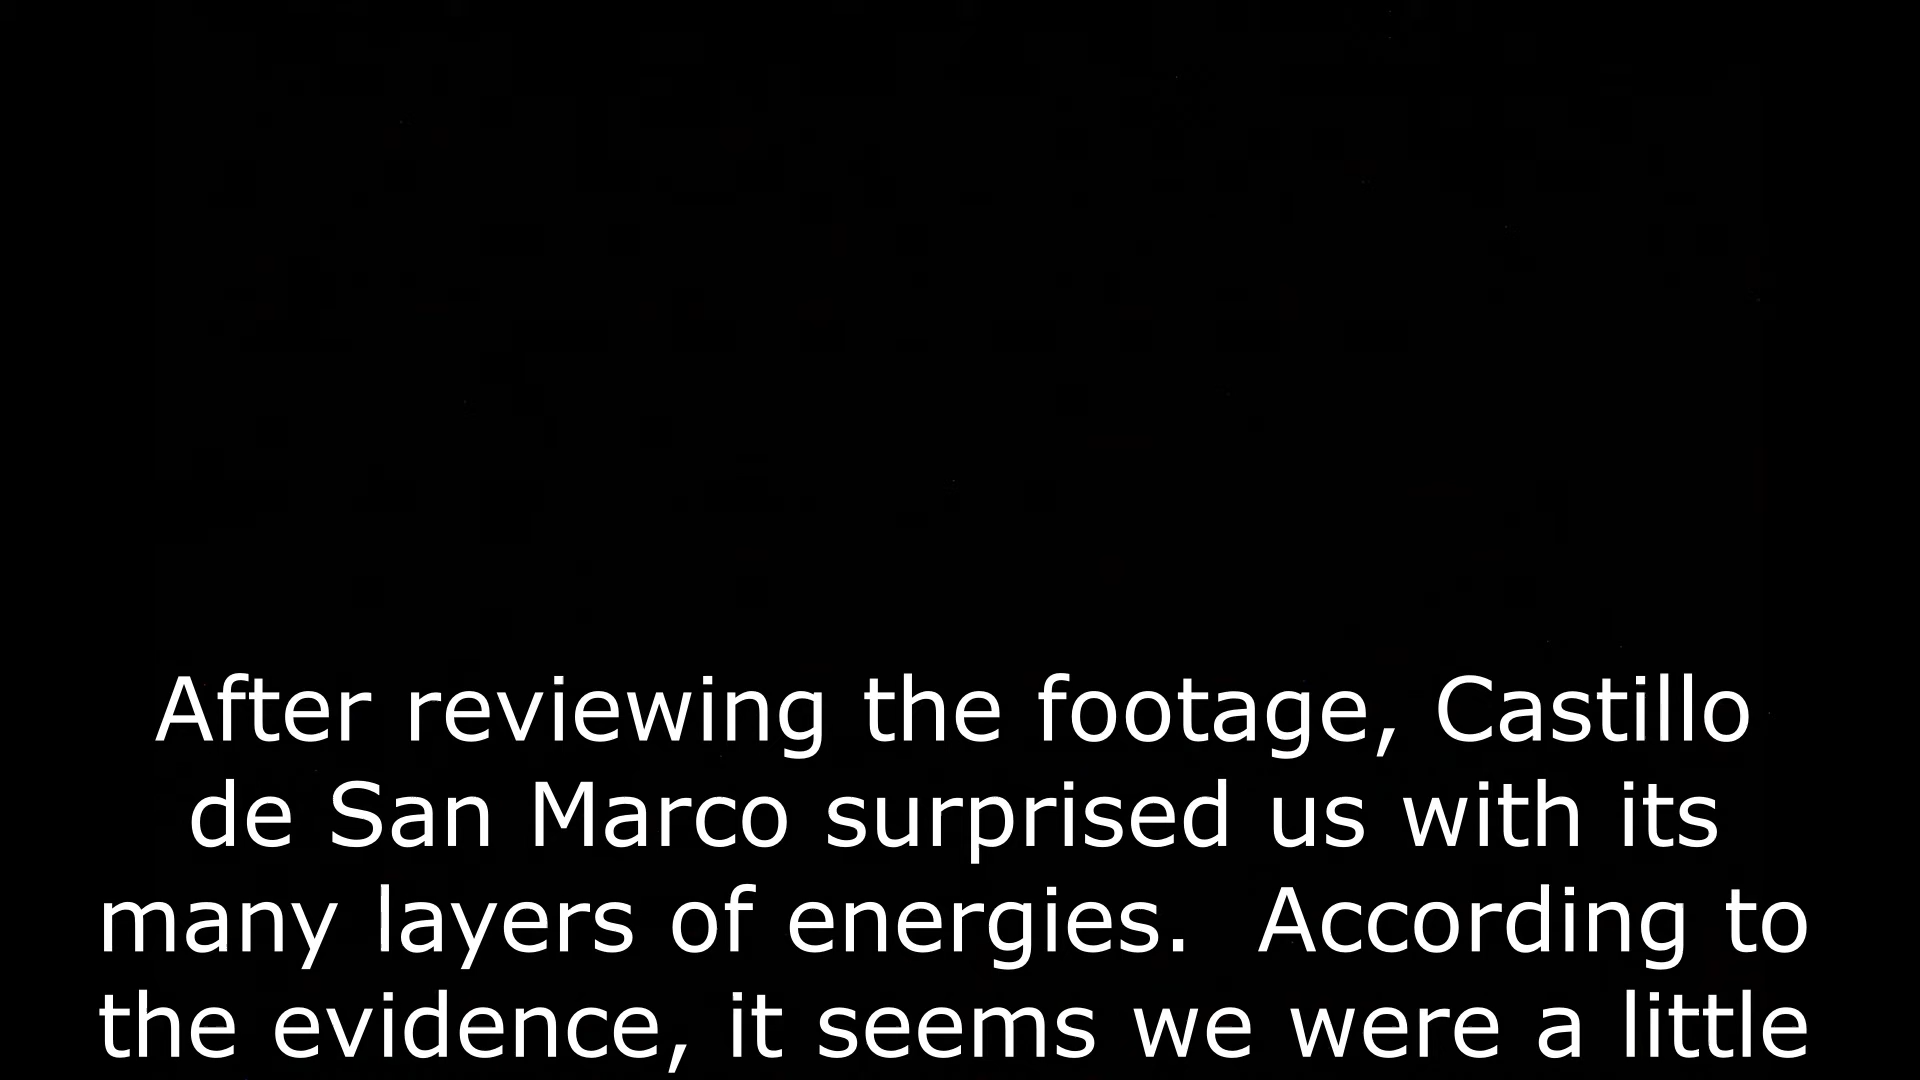 After reviewing the footage, Castillo
de San Marco surprised us with its
many layers of energies.  According to
the evidence, it seems we were a little